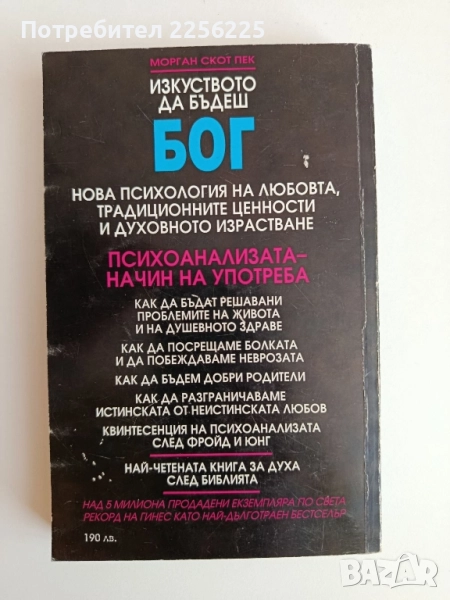 Потребител 2256225
МОРГАН СКОТ ПЕК
ИЗКУСТВОТО
ДА БЪДЕШ
БОГ
НОВА ПСИХОЛОГИЯ НА ЛЮБОВТА,
ТРАДИЦИОННИТЕ ЦЕННОСТИ
И ДУХОВНОТО ИЗРАСТВАНЕ
ПСИХОАНАЛИЗАТА–
НАЧИН НА УПОТРЕБА
КАК ДА БЪДАТ РЕШАВАНИ
ПРОБЛЕМИТЕ НА ЖИВОТА
И НА ДУШЕВНОТО ЗДРАВЕ
КАК ДА ПОСРЕЩАМЕ БОЛКАТА
И ДА ПОБЕЖДАВАМЕ НЕВРОЗАТА
КАК ДА БЪДЕМ ДОБРИ РОДИТЕЛИ
КАК ДА РАЗГРАНИЧАВАМЕ
ИСТИНСКАТА ОТ НЕИСТИНСКАТА ЛЮБОВ
КВИНТЕСЕНЦИЯ НА ПСИХОАНАЛИЗАТА
СЛЕД ФРОЙД И ЮНГ
НАЙ-ЧЕТЕНАТА КНИГА ЗА ДУХА
СЛЕД БИБЛИЯТА
НАД 5 МИЛИОНА ПРОДАДЕНИ ЕКЗЕМПЛЯРА ПО СВЕТА
РЕКОРД НА ГИНЕС КАТО НАЙ-ДЪЛГОТРАЕН БЕСТСЕЛЪР
190 лв.
BAZAR